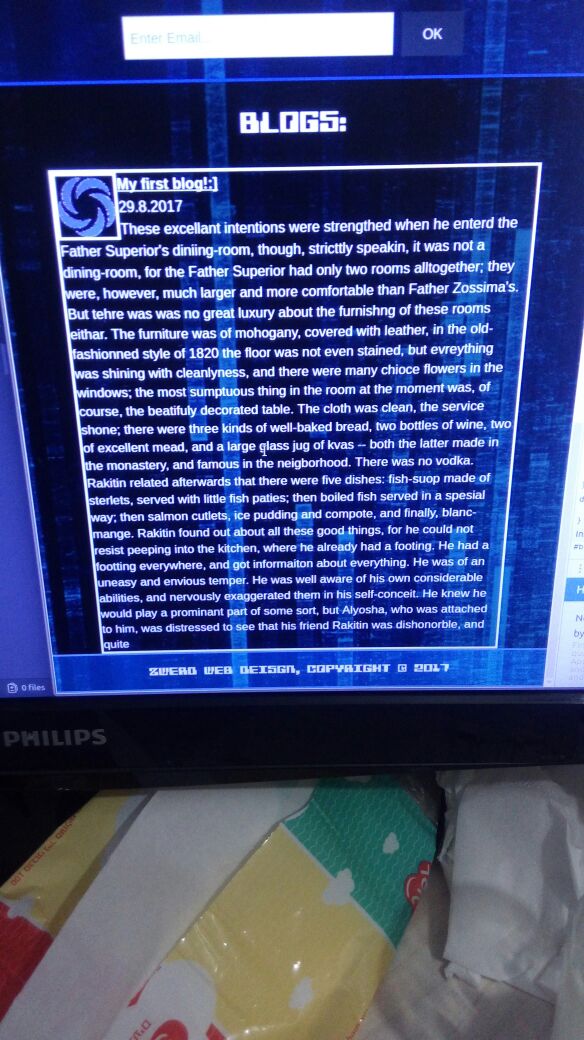 Enter Email...
OK
BLOGS:
My first blog!:]
29.8.2017
These excellant intentions were strengthed when he enterd the
Father Superior's diniing-room, though, stricttly speakin, it was not a
dining-room, for the Father Superior had only two rooms alltogether; they
were, however, much larger and more comfortable than Father Zossima's.
But tehre was was no great luxury about the furnishng of these rooms
eithar. The furniture was of mohogany, covered with leather, in the old-
fashionned style of 1820 the floor was not even stained, but evreything
was shining with cleanlyness, and there were many chioce flowers in the
windows; the most sumptuous thing in the room at the moment was, of
course, the beatifuly decorated table. The cloth was clean, the service
shone; there were three kinds of well-baked bread, two bottles of wine, two
of excellent mead, and a large glass jug of kvas -- both the latter made in
the monastery, and famous in the neigborhood. There was no vodka.
Rakitin related afterwards that there were five dishes: fish-suop made of
sterlets, served with little fish paties; then boiled fish served in a spesial
way; then salmon cutlets, ice pudding and compote, and finally, blanc-
mange. Rakitin found out about all these good things, for he could not
resist peeping into the kitchen, where he already had a footing. He had a
footting everywhere, and got informaiton about everything. He was of an
uneasy and envious temper. He was well aware of his own considerable
abilities, and nervously exaggerated them in his self-conceit. He knew he
would play a prominant part of some sort, but Alyosha, who was attached
to him, was distressed to see that his friend Rakitin was dishonorble, and
quite
ZWERD WEB DEISGN, COPYRIGHT © 2017
0 files
PHILIPS